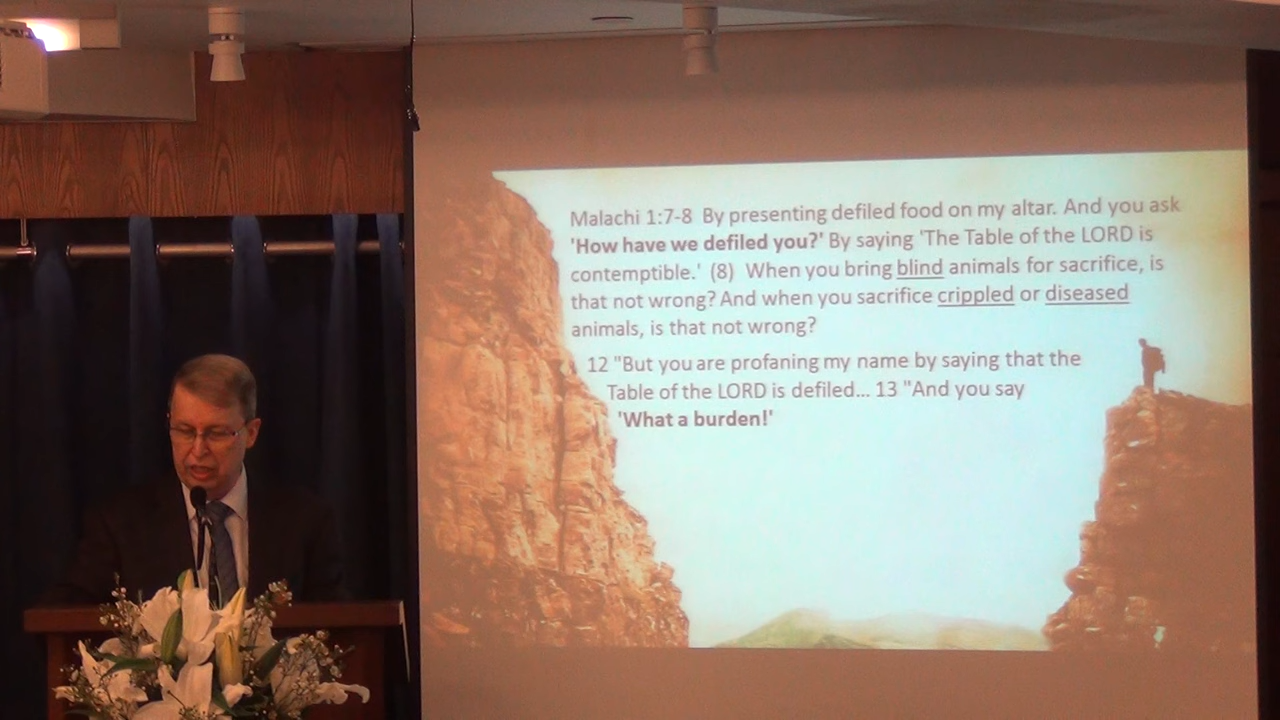 Malachi 1:7-8 By presenting defiled food on my altar. And you ask
'How have we defiled you?' By saying 'The Table of the LORD is
contemptible.' (8) When you bring blind animals for sacrifice, is
that not wrong? And when you sacrifice crippled or diseased
animals, is that not wrong?
12 "But you are profaning my name by saying that the
Table of the LORD is defiled... 13 "And you say
'What a burden!'